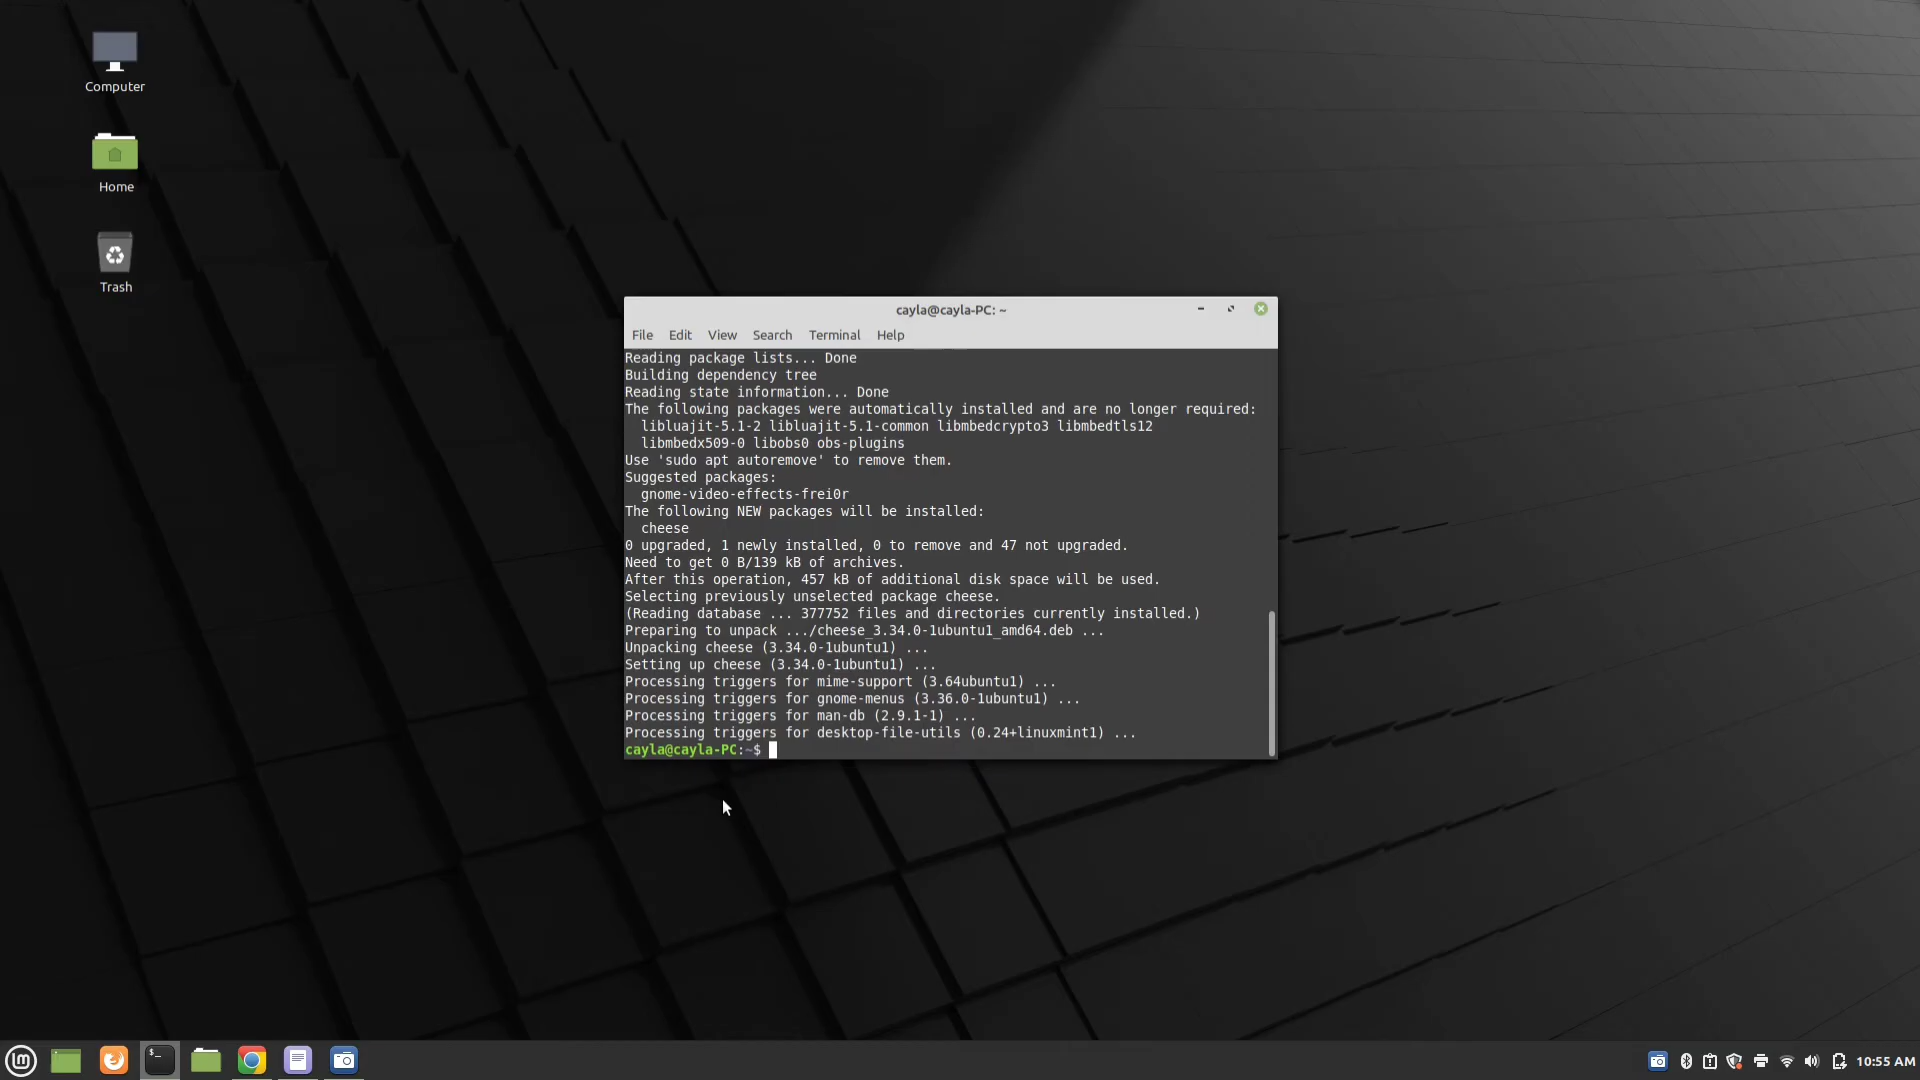 Computer
Home
Trash
cayla@cayla-PC: ~
File Edit View Search Terminal Help
Reading package lists... Done
Building dependency tree
Reading state information... Done
The following packages were automatically installed and are no longer required:
libluajit-5.1-2 libluajit-5.1-common libmbedcrypto3 libmbedtls12
libmbedx509-0 libobs0 obs-plugins
Use 'sudo apt autoremove' to remove them.
Suggested packages:
gnome-video-effects-frei0r
The following NEW packages will be installed:
cheese
0 upgraded, 1 newly installed, 0 to remove and 47 not upgraded.
Need to get 0 B/139 kB of archives.
After this operation, 457 kB of additional disk space will be used.
Selecting previously unselected package cheese.
(Reading database ... 377752 files and directories currently installed.)
Preparing to unpack .../cheese_3.34.0-1ubuntu1_amd64.deb ...
Unpacking cheese (3.34.0-1ubuntu1) ...
Setting up cheese (3.34.0-1ubuntu1) ...
Processing triggers for mime-support (3.64ubuntu1) ...
Processing triggers for gnome-menus (3.36.0-1ubuntu1) ...
Processing triggers for man-db (2.9.1-1) ...
Processing triggers for desktop-file-utils (0.24+linuxmint1) ...
cayla@cayla-PC:~$
10:55 AM